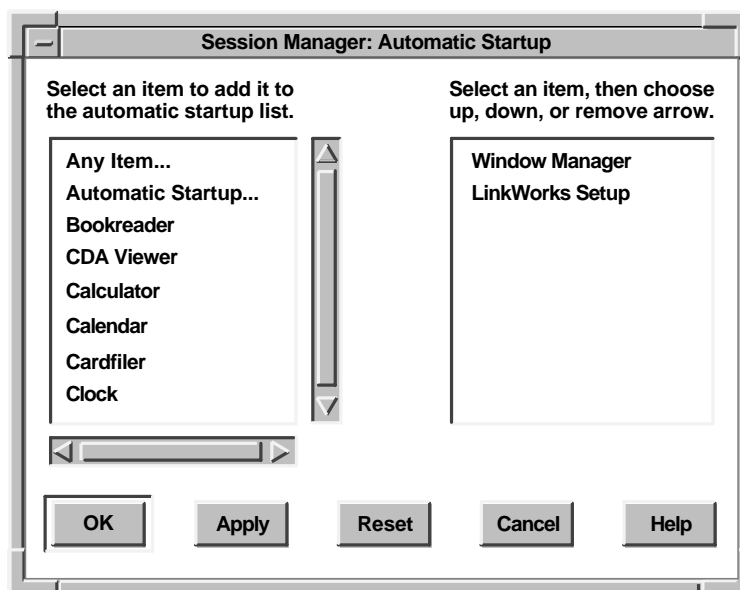 Session Manager: Automatic Startup
Select an item to add it to
the automatic startup list.
Any Item...
Automatic Startup...
Bookreader
CDA Viewer
Calculator
Calendar
Cardfiler
Clock
Select an item, then choose
up, down, or remove arrow.
Window Manager
LinkWorks Setup
OK
Apply
Reset
Cancel
Help